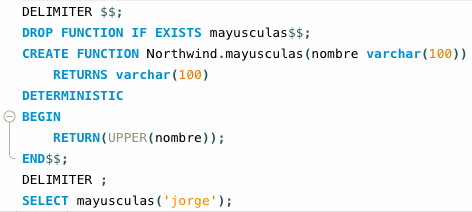 DELIMITER $$;
DROP FUNCTION IF EXISTS mayusculas$$;
CREATE FUNCTION Northwind.mayusculas(nombre varchar(100))
RETURNS varchar(100)
DETERMINISTIC
BEGIN
RETURN(UPPER(nombre));
END$$;
DELIMITER ;
SELECT mayusculas('jorge');